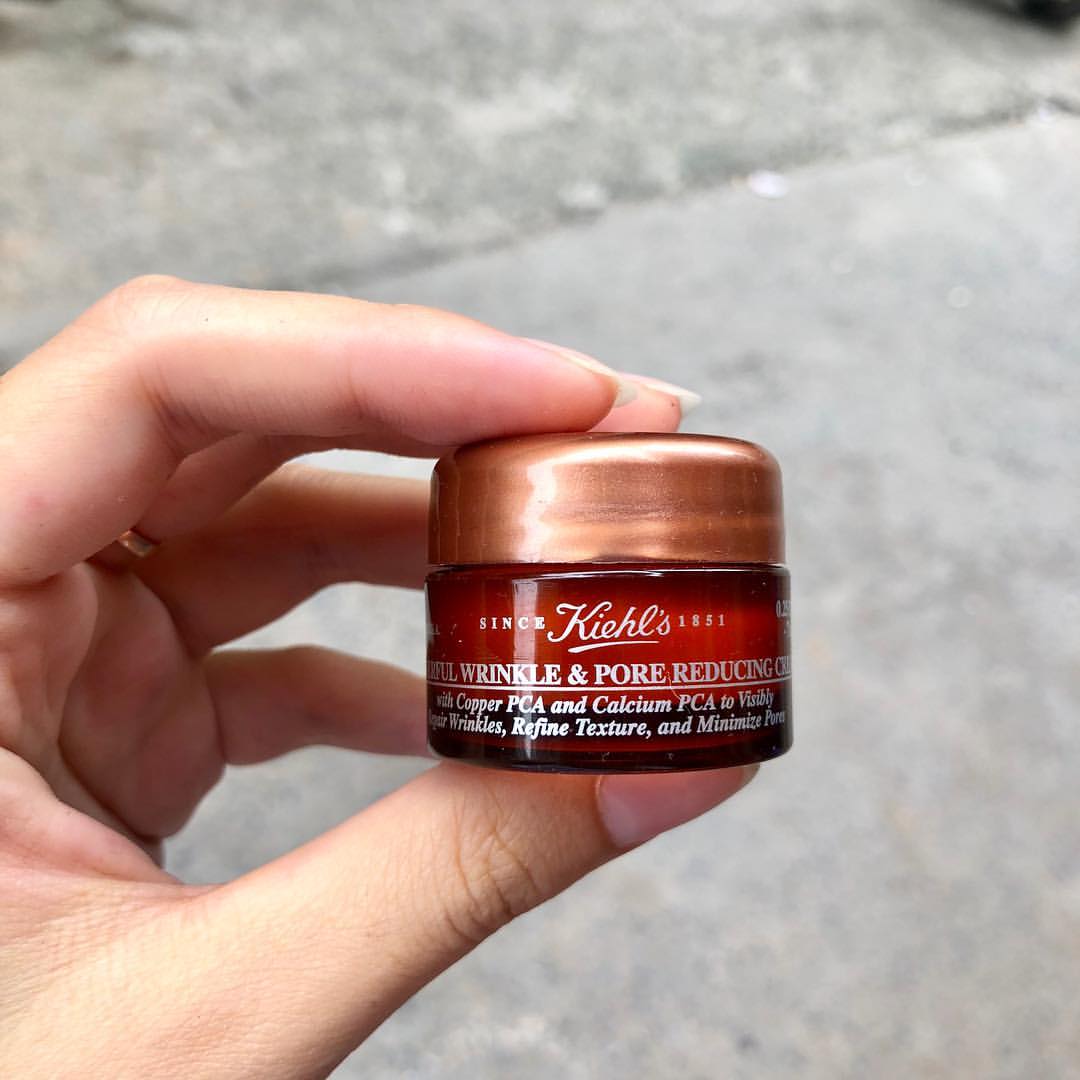 SINCE Kiehl's 1851
WRINKLE & PORE REDUCING
with Copper PCA and Calcium PCA to Visibly
Wrinkles, Refine Texture, and Minimize Pores